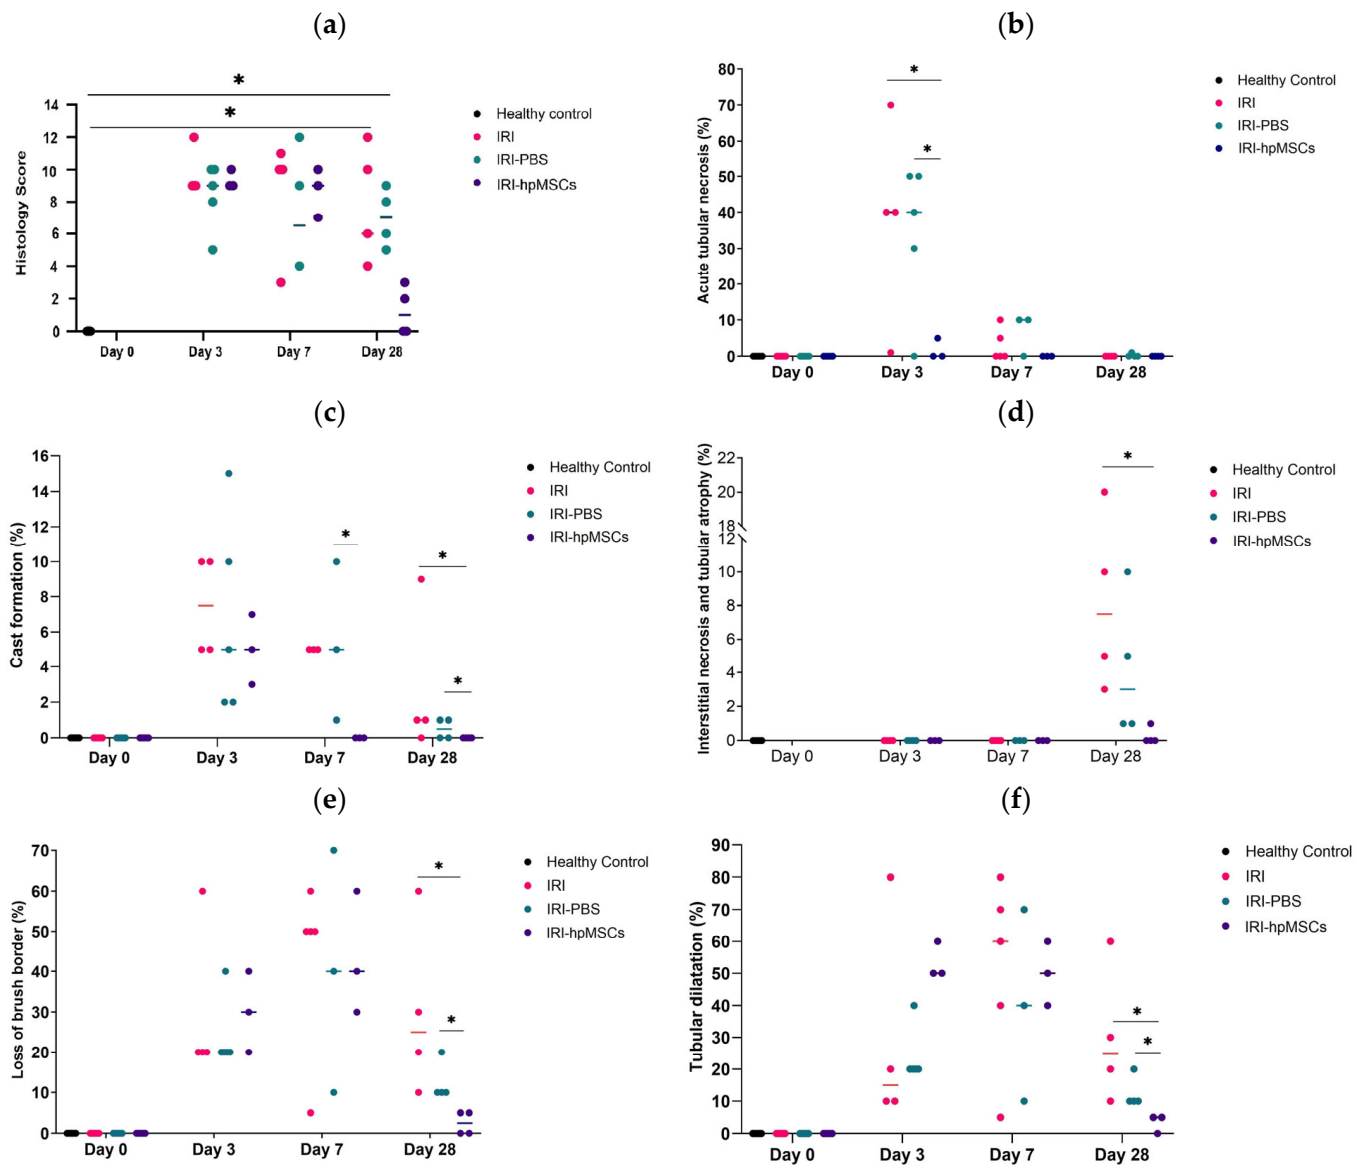 (a)
*
*
14
12
10
8
6
4
2
0
Histology Score
Day 0
Day 3
Day 7
Day 28
Healthy control
IRI
IRI-PBS
IRI-hpMSCs
(b)
*
*
80
70
60
50
40
30
20
10
0
Acute tubular necrosis (%)
Day 0
Day 3
Day 7
Day 28
Healthy Control
IRI
IRI-PBS
IRI-hpMSCs
(c)
*
*
*
16
14
12
10
8
6
4
2
0
Cast formation (%)
Day 0
Day 3
Day 7
Day 28
Healthy Control
IRI
IRI-PBS
IRI-hpMSCs
(d)
*
22
20
18
12
10
8
6
4
2
0
Interstitial necrosis and tubular atrophy (%)
Day 0
Day 3
Day 7
Day 28
Healthy Control
IRI
IRI-PBS
IRI-hpMSCs
(e)
*
*
70
60
50
40
30
20
10
0
Loss of brush border (%)
Day 0
Day 3
Day 7
Day 28
Healthy Control
IRI
IRI-PBS
IRI-hpMSCs
(f)
*
*
90
80
70
60
50
40
30
20
10
0
Tubular dilatation (%)
Day 0
Day 3
Day 7
Day 28
Healthy Control
IRI
IRI-PBS
IRI-hpMSCs